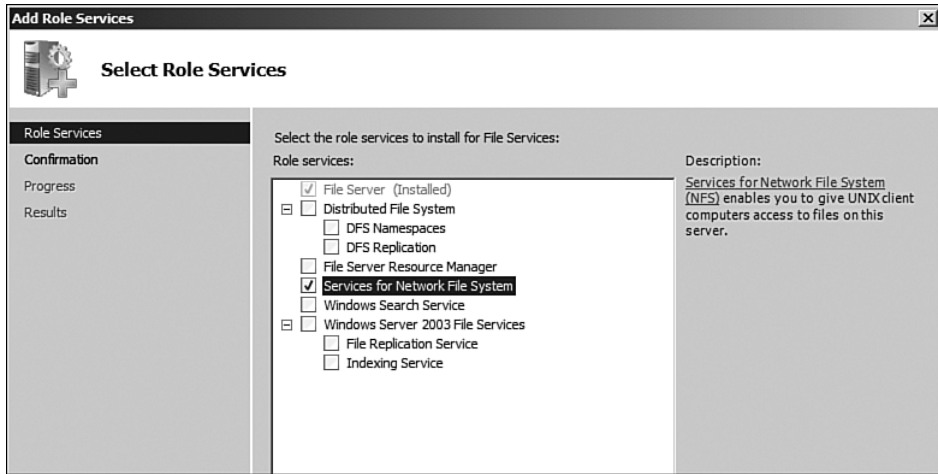 Add Role Services
Select Role Services
Role Services
Confirmation
Progress
Results
Select the role services to install for File Services:
Role services:
File Server (Installed)
Distributed File System
DFS Namespaces
DFS Replication
File Server Resource Manager
Services for Network File System
Windows Search Service
Windows Server 2003 File Services
File Replication Service
Indexing Service
Description:
Services for Network File System
(NFS) enables you to give UNIX client
computers access to files on this
server.